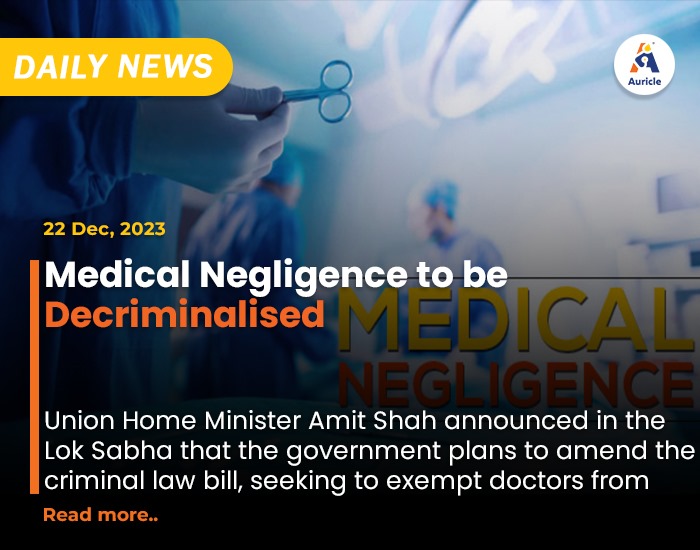 DAILY NEWS
Auricle
22 Dec, 2023
Medical Negligence to be
Decriminalised
MEDICAL
NEGLIGENCE
Union Home Minister Amit Shah announced in the
Lok Sabha that the government plans to amend the
criminal law bill, seeking to exempt doctors from
Read more..